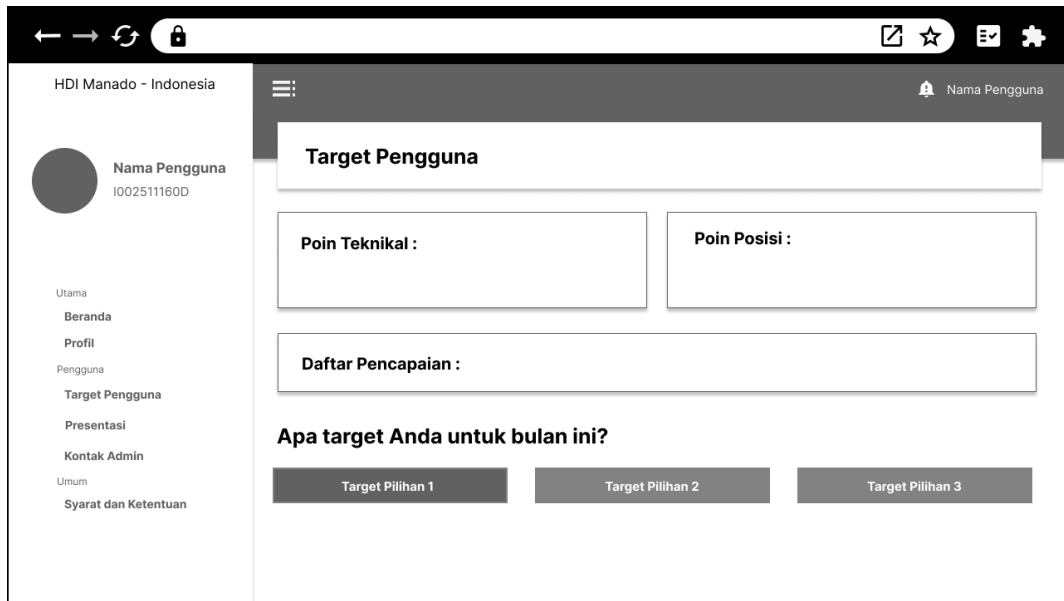 HDI Manado - Indonesia
Nama Pengguna
Nama Pengguna
I002511160D
Utama
Beranda
Profil
Pengguna
Target Pengguna
Presentasi
Kontak Admin
Umum
Syarat dan Ketentuan
Target Pengguna
Poin Teknikal :
Poin Posisi :
Daftar Pencapaian :
Apa target Anda untuk bulan ini?
Target Pilihan 1
Target Pilihan 2
Target Pilihan 3